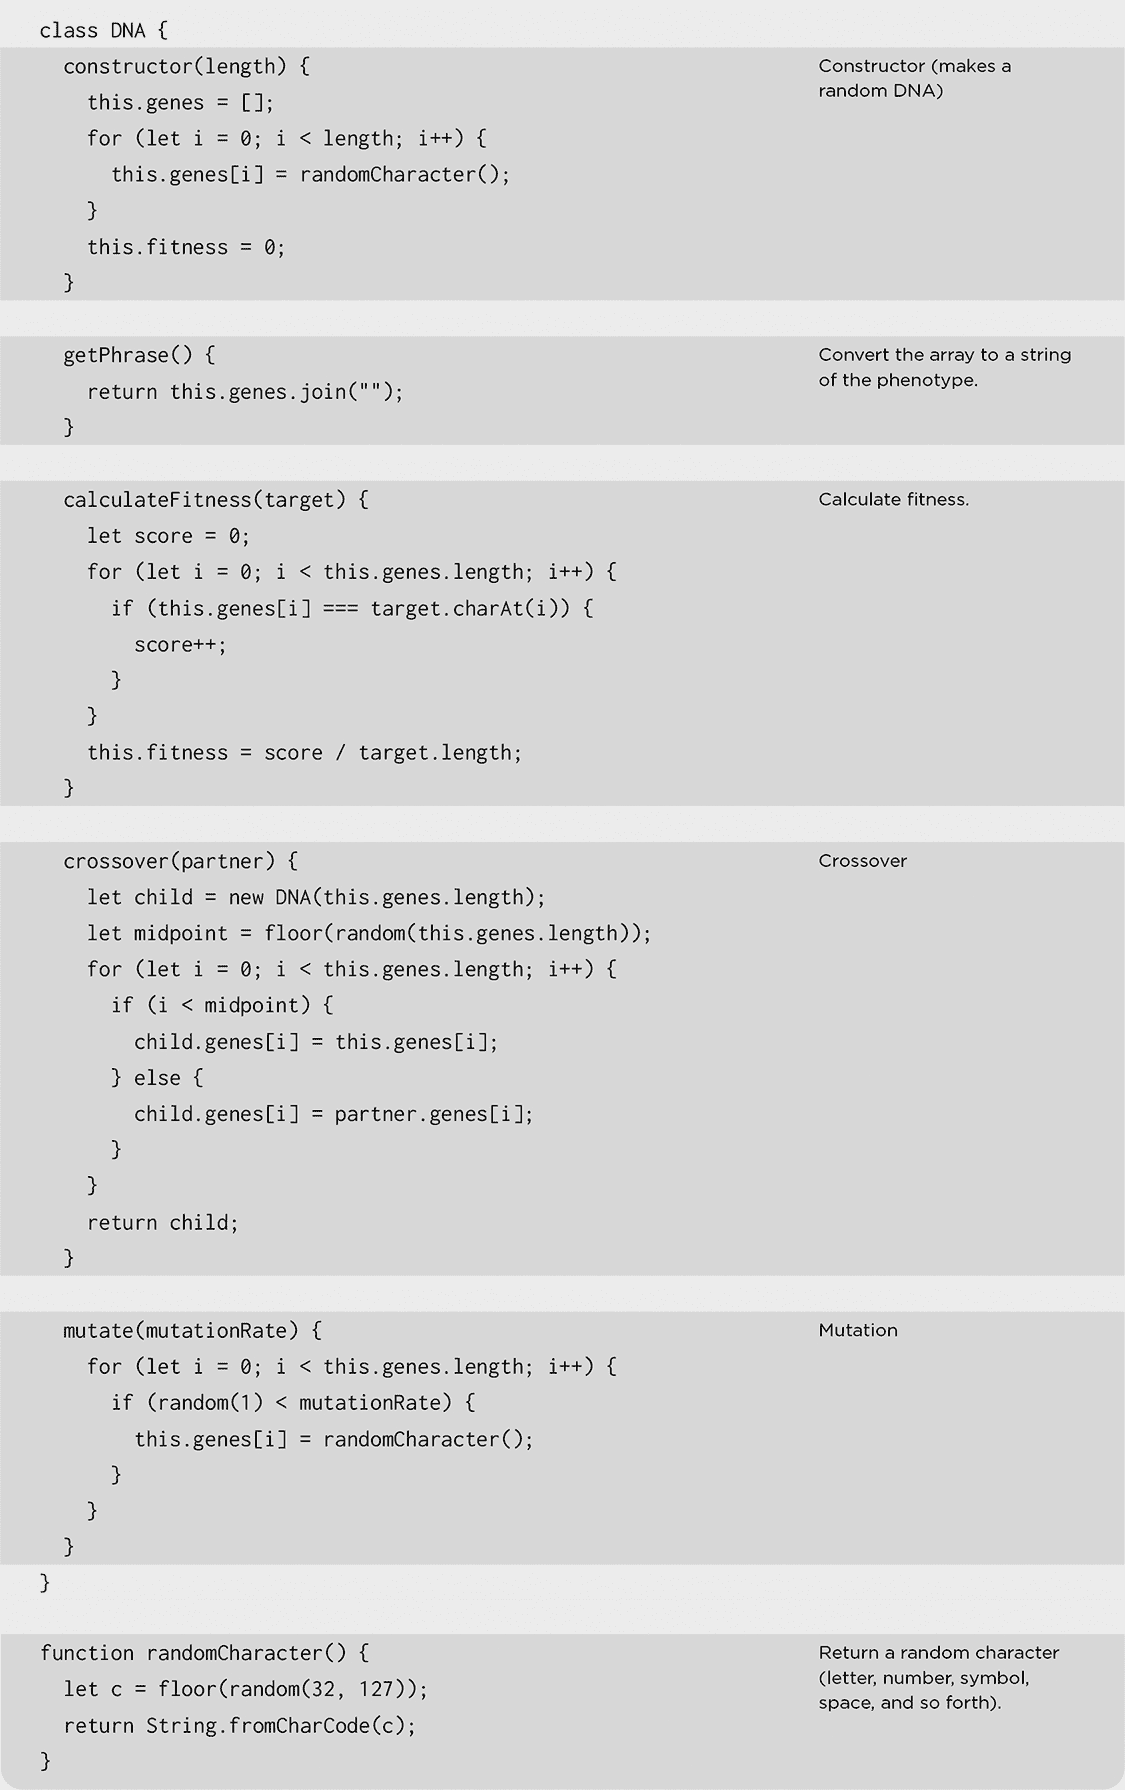 class DNA {
constructor(length) {
Constructor (makes a
random DNA)
this.genes = [];
for (let i = 0; i < length; i++) {
this.genes[i] = randomCharacter();
}
this.fitness = 0;
}
getPhrase() {
Convert the array to a string
of the phenotype.
return this.genes.join("");
}
calculateFitness(target) {
Calculate fitness.
let score = 0;
for (let i = 0; i < this.genes.length; i++) {
if (this.genes[i] === target.charAt(i)) {
score++;
}
}
this.fitness = score / target.length;
}
crossover(partner) {
Crossover
let child = new DNA(this.genes.length);
let midpoint = floor(random(this.genes.length));
for (let i = 0; i < this.genes.length; i++) {
if (i < midpoint) {
child.genes[i] = this.genes[i];
} else {
child.genes[i] = partner.genes[i];
}
}
return child;
}
mutate(mutationRate) {
Mutation
for (let i = 0; i < this.genes.length; i++) {
if (random(1) < mutationRate) {
this.genes[i] = randomCharacter();
}
}
}
}
function randomCharacter() {
Return a random character
(letter, number, symbol,
space, and so forth).
let c = floor(random(32, 127));
return String.fromCharCode(c);
}